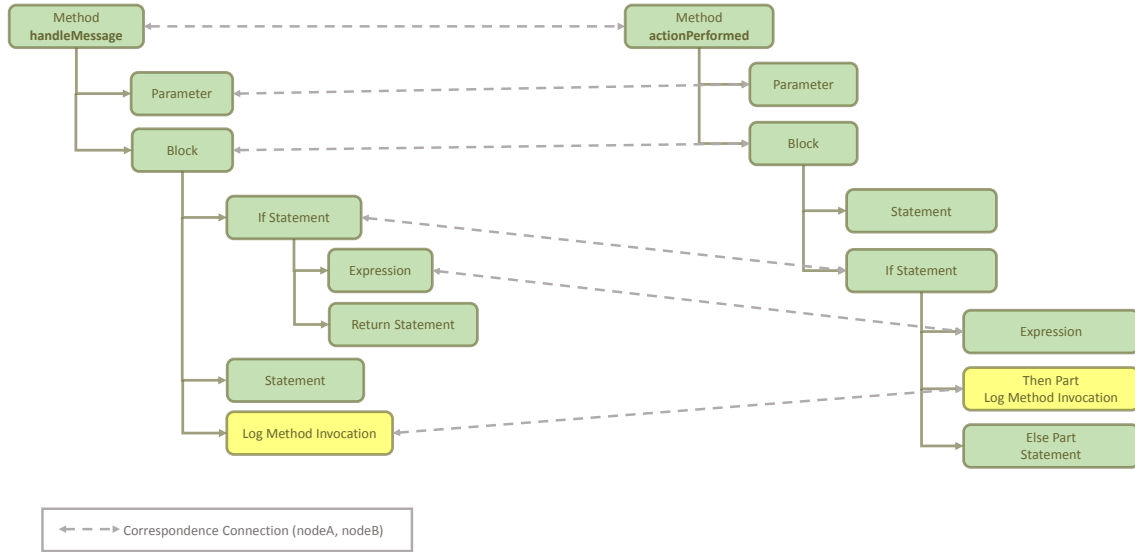 Method
handleMessage
Method
actionPerformed
Parameter
Parameter
Block
Block
If Statement
Statement
Expression
If Statement
Return Statement
Expression
Statement
Then Part
Log Method Invocation
Log Method Invocation
Else Part
Statement
Correspondence Connection (nodeA, nodeB)